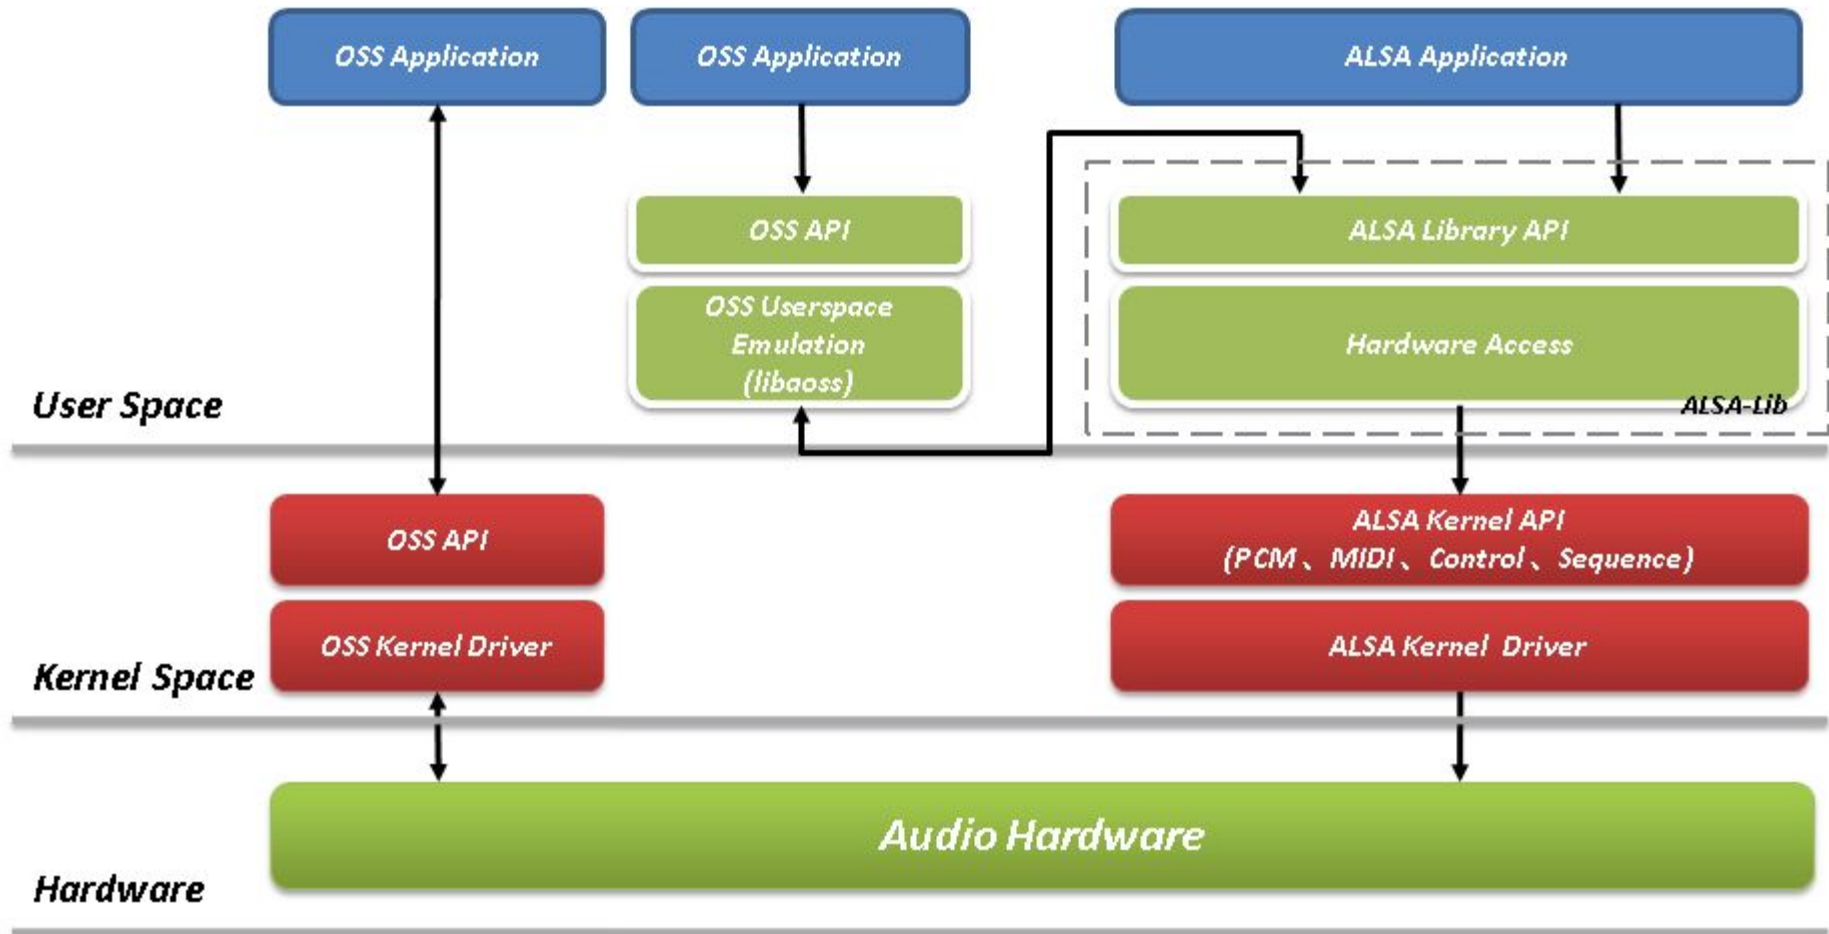 OSS Application
OSS Application
ALSA Application
OSS API
ALSA Library API
OSS Userspace
Emulation
(libaoss)
Hardware Access
User Space
ALSA-Lib
OSS API
ALSA Kernel API
(PCM 、 MIDI 、 Control 、 Sequence)
OSS Kernel Driver
ALSA Kernel Driver
Kernel Space
Audio Hardware
Hardware